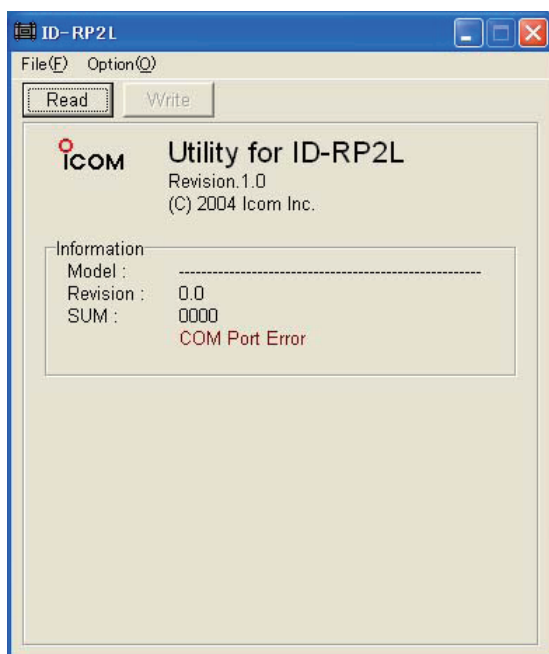 ID-RP2L
File(F) Option(O)
Read Write
ICOM
Utility for ID-RP2L
Revision.1.0
(C) 2004 Icom Inc.
Information
Model : ------------------------------------------------------
Revision : 0.0
SUM : 0000
COM Port Error